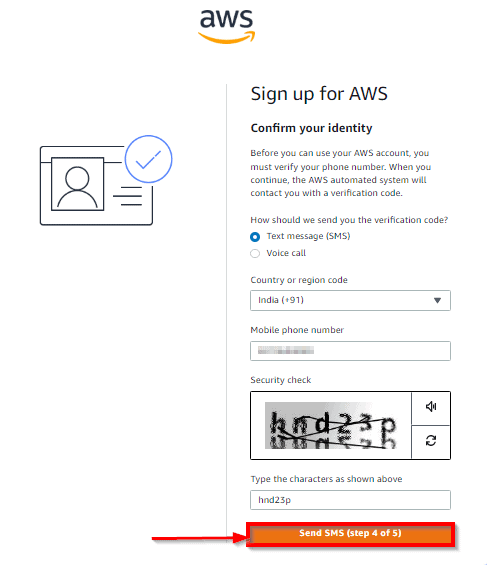 aws
Sign up for AWS
Confirm your identity
Before you can use your AWS account, you
must verify your phone number. When you
continue, the AWS automated system will
contact you with a verification code.
How should we send you the verification code?
Text message (SMS)
Voice call
Country or region code
India (+91)
Mobile phone number
Security check
hnd23p
Type the characters as shown above
hnd23p
Send SMS (step 4 of 5)